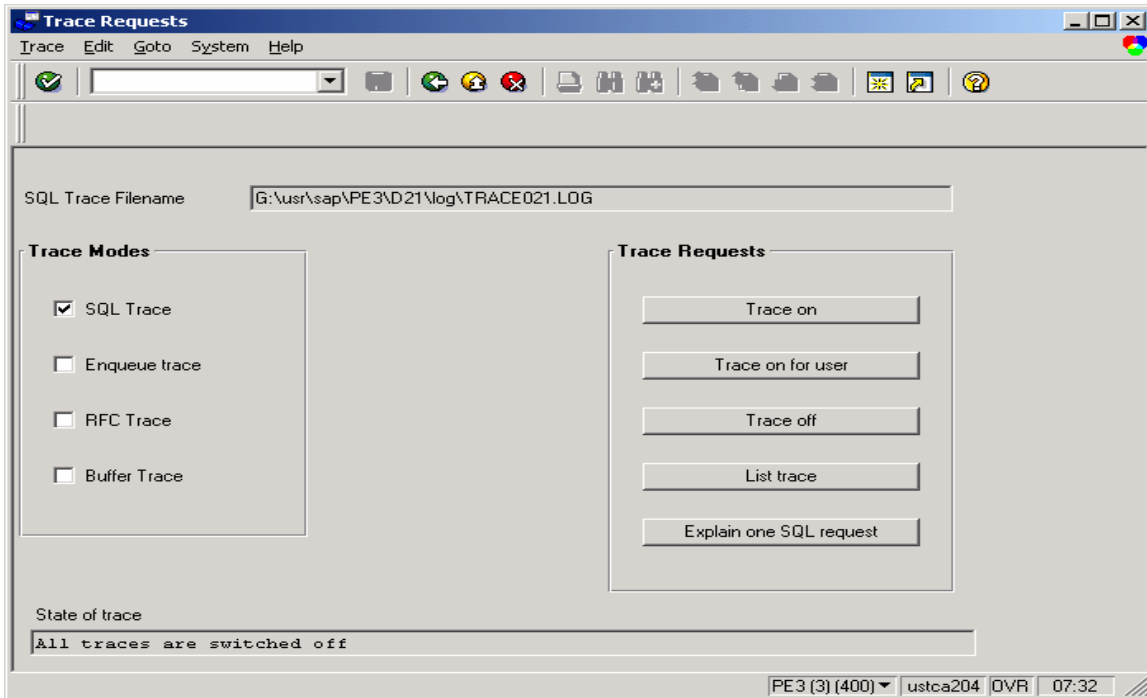 Trace Requests
Trace Edit Goto System Help
SQL Trace Filename G:\usr\sap\PE3\D21\log\TRACE021.LOG
Trace Modes
SQL Trace
Enqueue trace
RFC Trace
Buffer Trace
Trace Requests
Trace on
Trace on for user
Trace off
List trace
Explain one SQL request
State of trace
All traces are switched off
PE3 (3) (400) ustca204 OVR 07:32